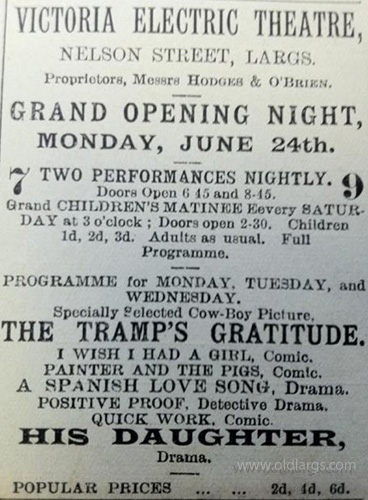 VICTORIA ELECTRIC THEATRE,
NELSON STREET, LARGS.
Proprietors, Messrs HODGES & O'BRIEN.
GRAND OPENING NIGHT,
MONDAY, JUNE 24th.
7 TWO PERFORMANCES NIGHTLY. 9
Doors Open 6 45 and 8-45.
Grand CHILDREN'S MATINEE Eevery SATUR-
DAY at 3 o'clock ; Doors open 2-30. Children
1d, 2d, 3d. Adults as usual. Full
Programme.
PROGRAMME for MONDAY, TUESDAY, and
WEDNESDAY.
Specially Selected Cow-Boy Picture,
THE TRAMP'S GRATITUDE.
I WISH I HAD A GIRL, Comic.
PAINTER AND THE PIGS, Comic.
A SPANISH LOVE SONG, Drama.
POSITIVE PROOF, Detective Drama.
QUICK WORK, Comic.
HIS DAUGHTER,
Drama.
www.oldlargs.com
POPULAR PRICES ... ... 2d, 4d, 6d.